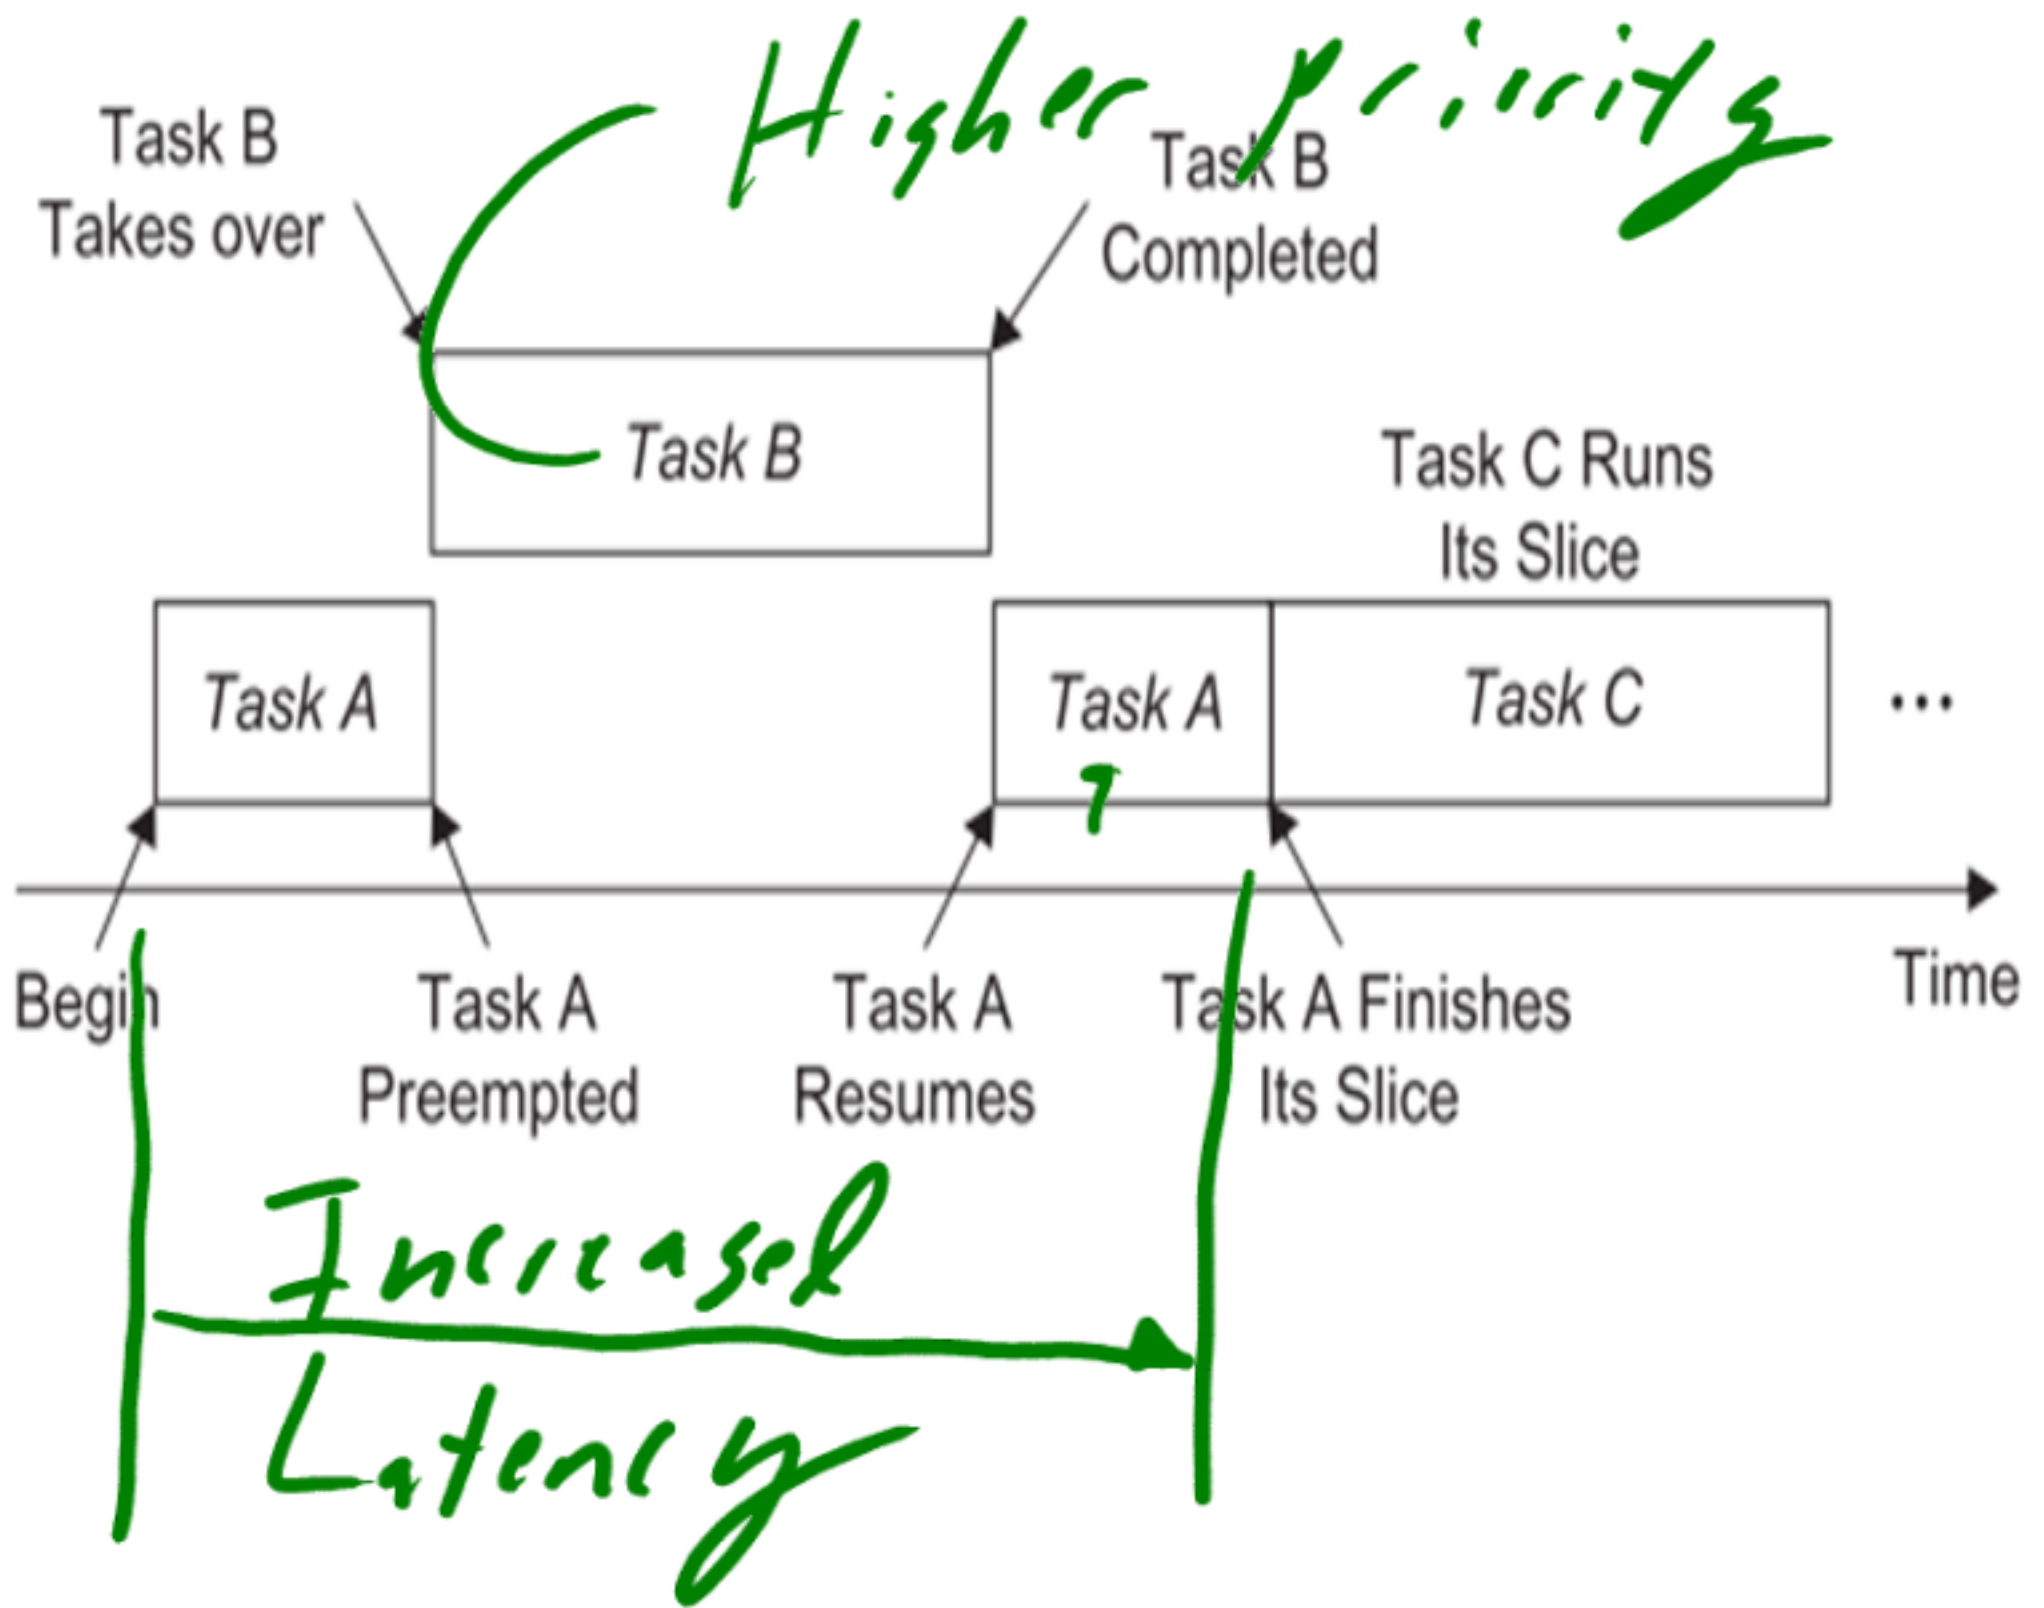 Higher priority
Task B
Takes over
Task B
Completed
Task B
Task C Runs
Its Slice
Task A
Task A
Task C
...
Begin
Task A
Preempted
Task A
Resumes
Task A Finishes
Its Slice
Time
Increased
Latency